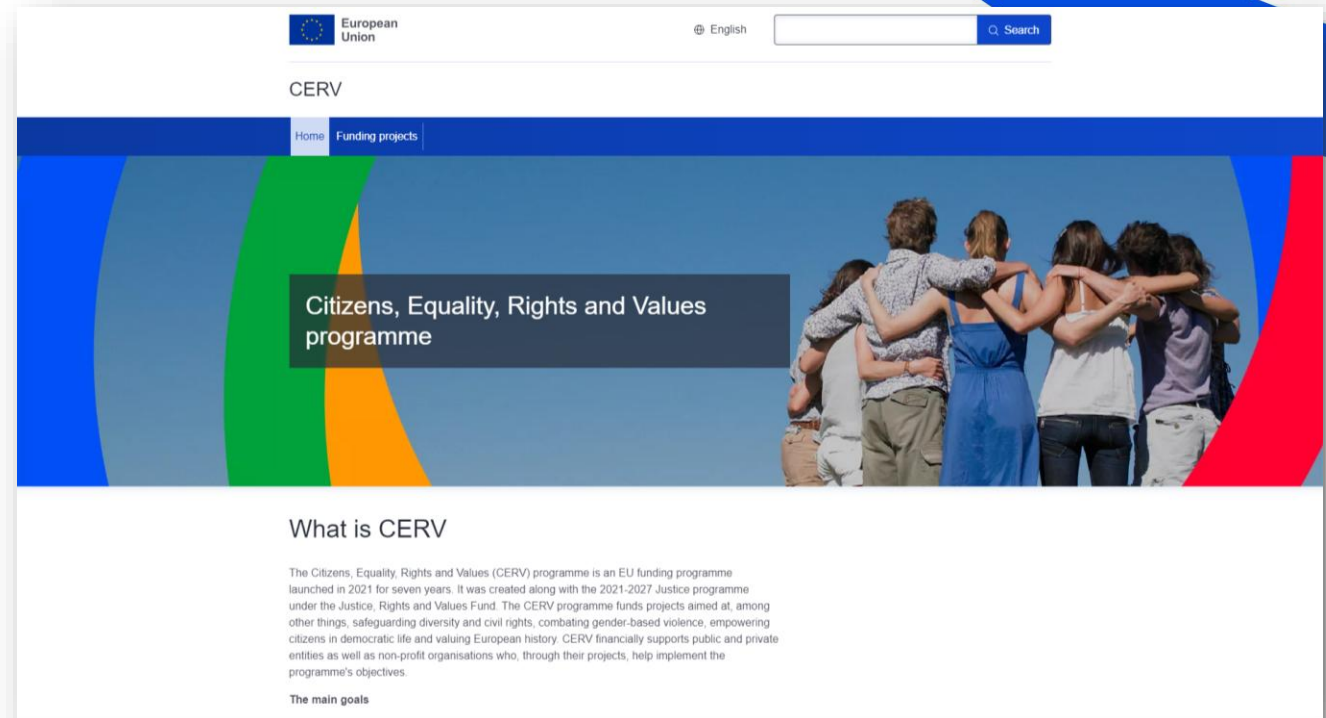 European
Union
English
Search
CERV
Home Funding projects
Citizens, Equality, Rights and Values
programme
What is CERV
The Citizens, Equality, Rights and Values (CERV) programme is an EU funding programme
launched in 2021 for seven years. It was created along with the 2021-2027 Justice programme
under the Justice, Rights and Values Fund. The CERV programme funds projects aimed at, among
other things, safeguarding diversity and civil rights, combating gender-based violence, empowering
citizens in democratic life and valuing European history. CERV financially supports public and private
entities as well as non-profit organisations who, through their projects, help implement the
programme's objectives.
The main goals